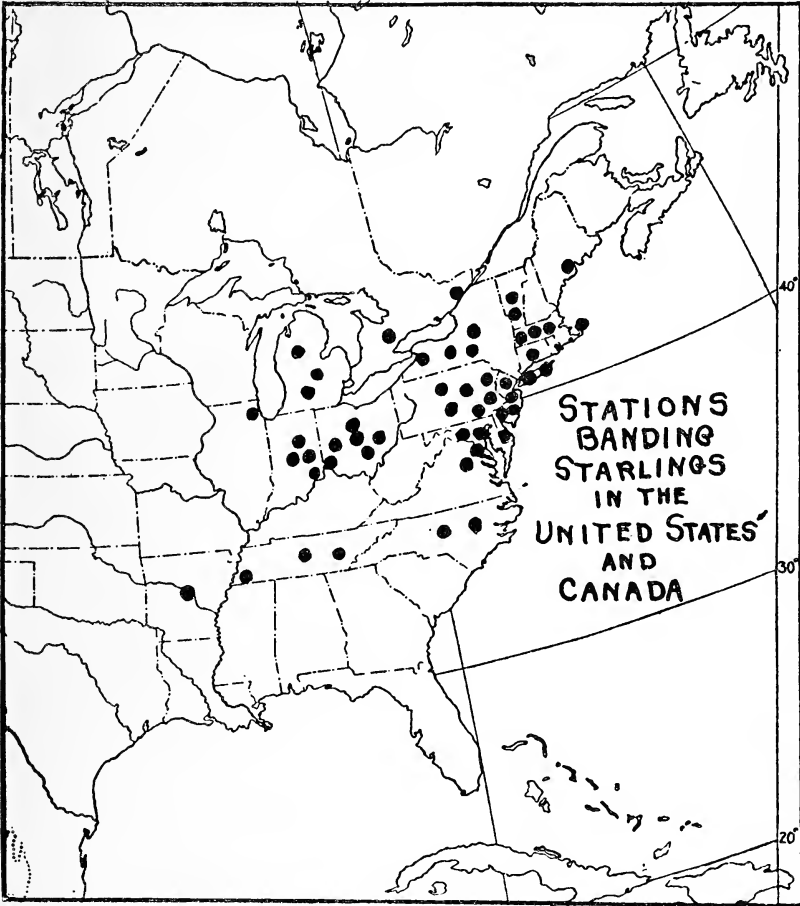 40°
STATIONS
BANDING
STARLINGS
IN THE
UNITED STATES
AND
CANADA
30°
20°